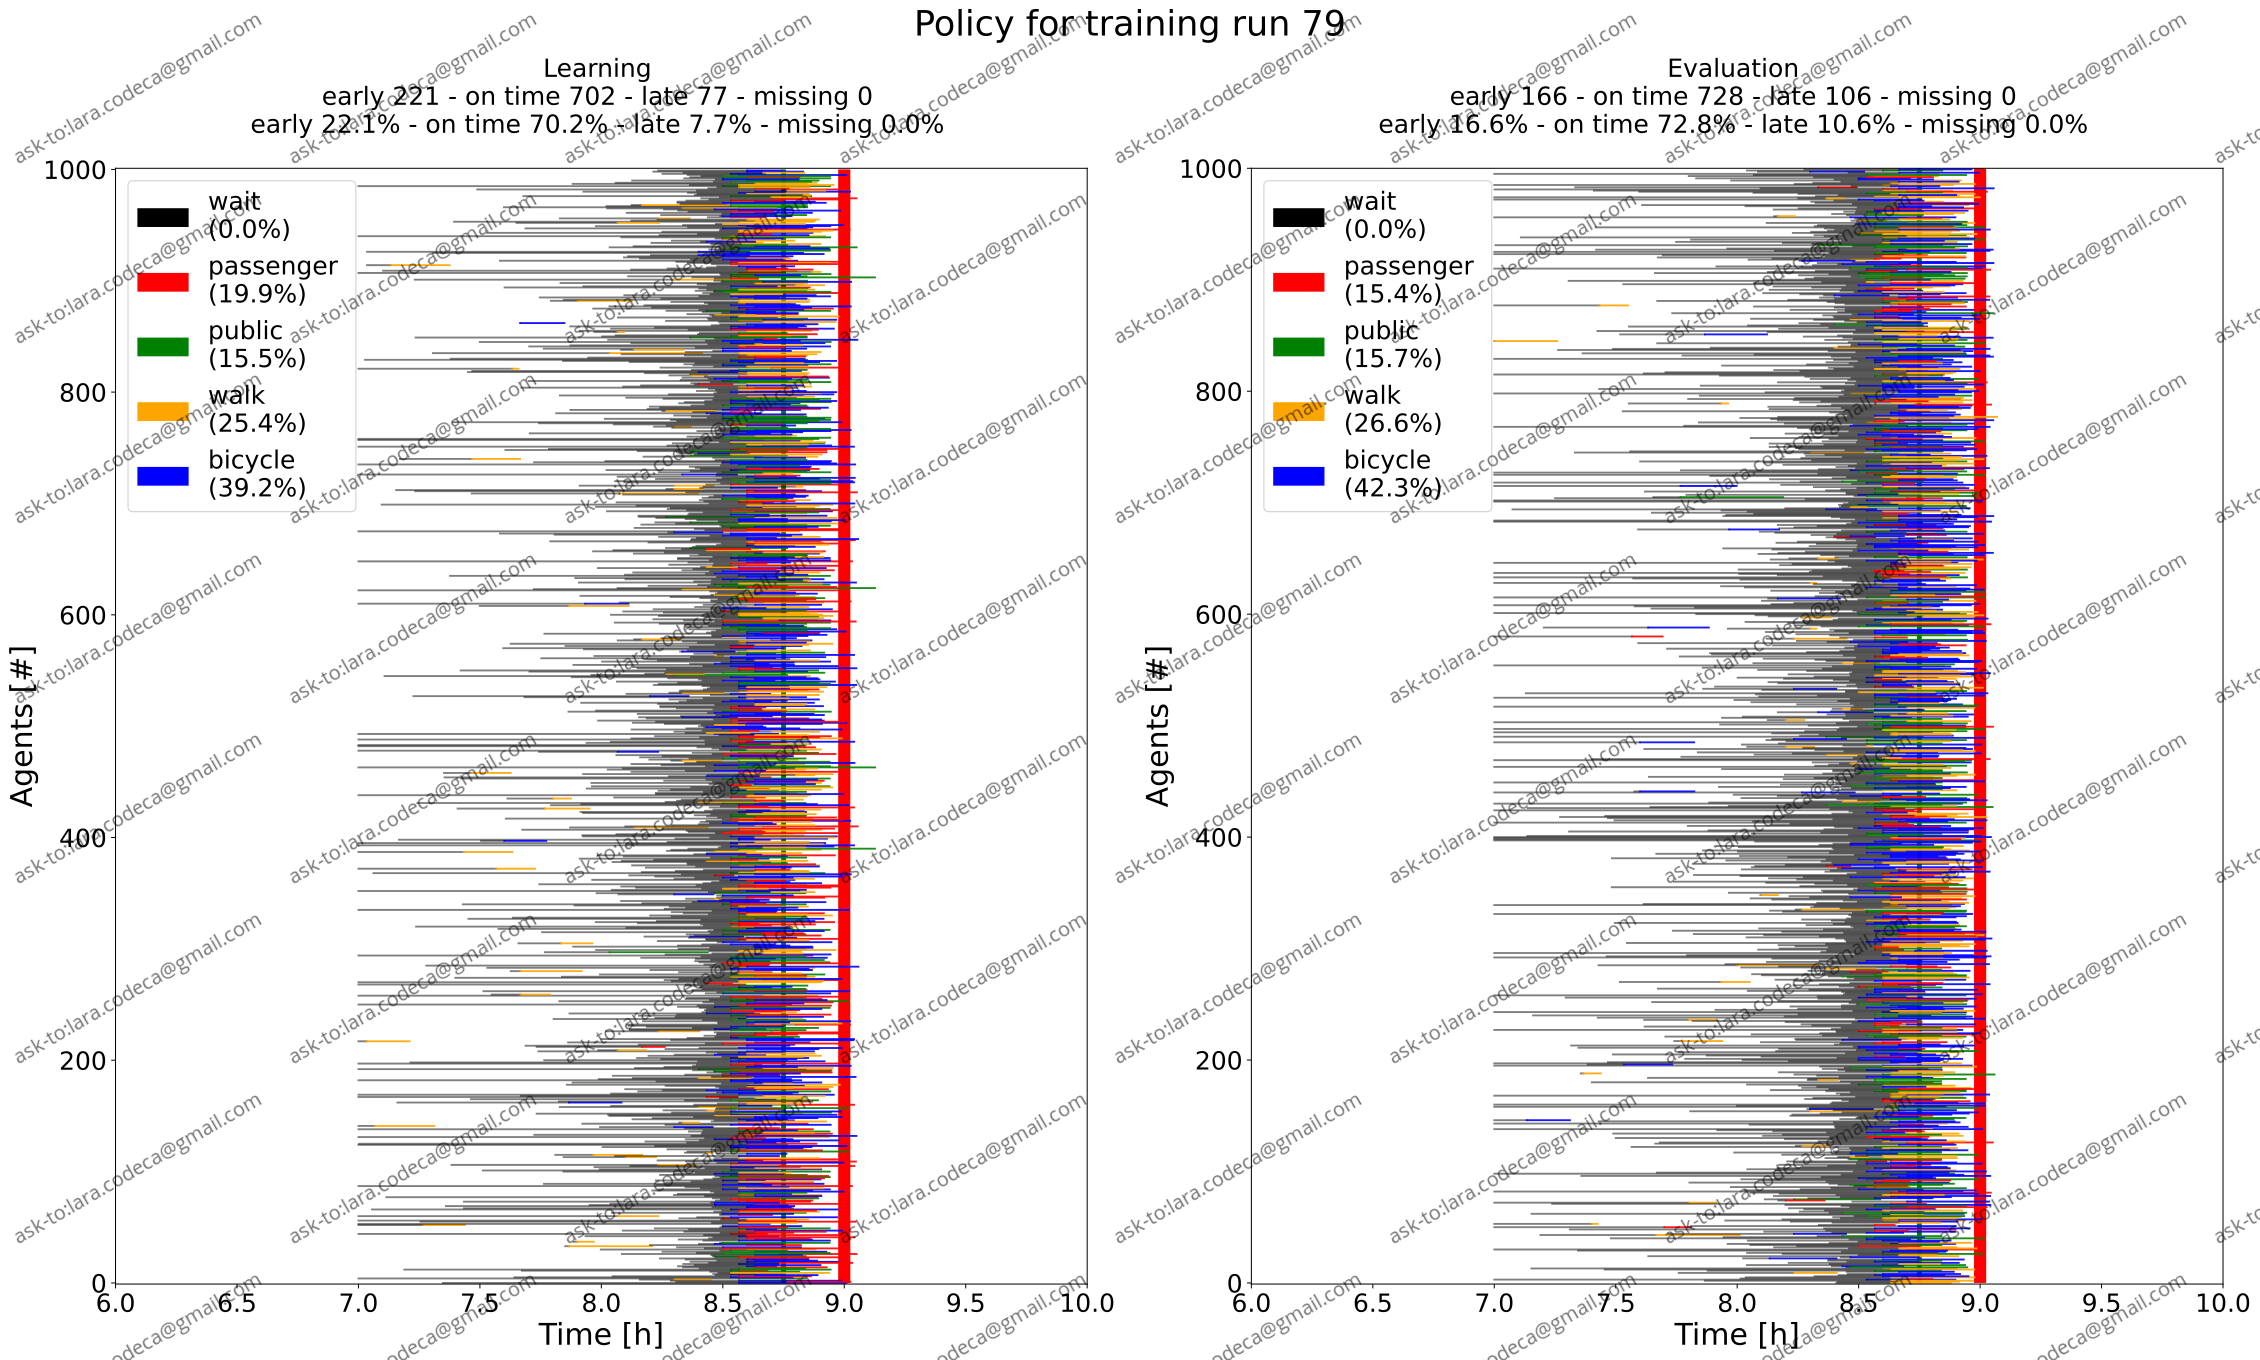 Policy for training run 79
Learning
early 221 - on time 702 - late 77 - missing 0
early 22.1% - on time 70.2% - late 7.7% - missing 0.0%
1000
800
600
400
200
0
Agents [#]
wait
(0.0%)
passenger
(19.9%)
public
(15.5%)
walk
(25.4%)
bicycle
(39.2%)
6.0 6.5 7.0 7.5 8.0 8.5 9.0 9.5 10.0
Time [h]
Evaluation
early 166 - on time 728 - late 106 - missing 0
early 16.6% - on time 72.8% - late 10.6% - missing 0.0%
1000
800
600
400
200
0
Agents [#]
wait
(0.0%)
passenger
(15.4%)
public
(15.7%)
walk
(26.6%)
bicycle
(42.3%)
6.0 6.5 7.0 7.5 8.0 8.5 9.0 9.5 10.0
Time [h]
ask-to:lara.codeca@gmail.com